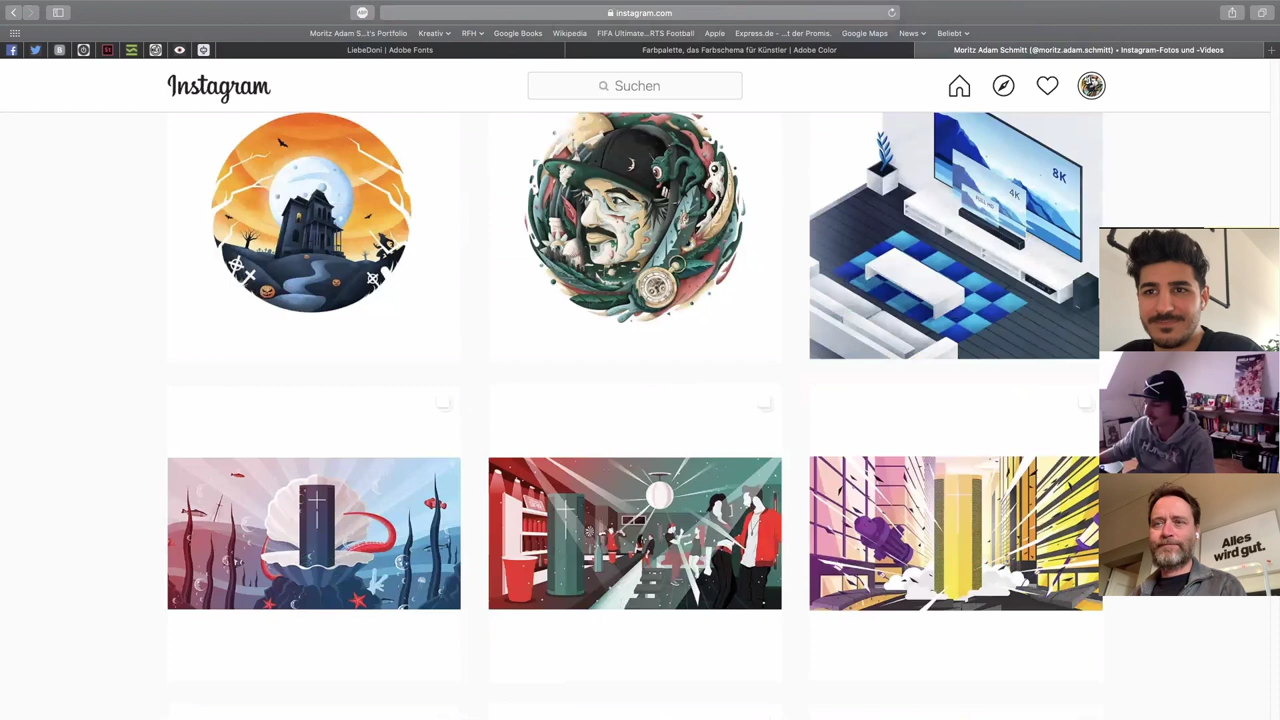 instagram.com
Moritz Adam S...t's Portfolio Kreativ RFH Google Books Wikipedia FIFA Ultimate...RTS Football Apple Express.de - ...t der Promis. Google Maps News Beliebt
LiebeDoni | Adobe Fonts
Farbpalette, das Farbschema für Künstler | Adobe Color
Moritz Adam Schmitt (@moritz.adam.schmitt) • Instagram-Fotos und -Videos
Instagram
Suchen
8K
4K
FULL HD
Alles
wird gut.